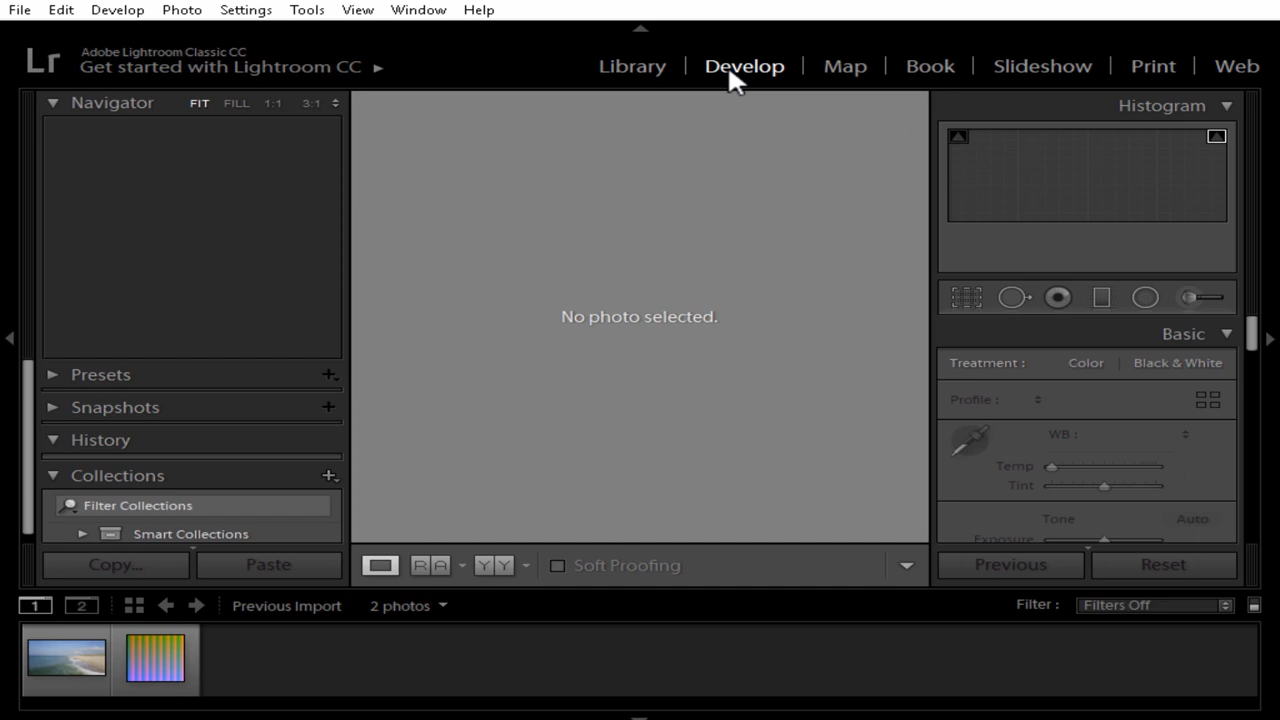 File Edit Develop Photo Settings Tools View Window Help
Lr
Adobe Lightroom Classic CC
Get started with Lightroom CC
Library Develop Map Book Slideshow Print Web
Navigator FIT FILL 1:1 3:1
Histogram
No photo selected.
Basic
Treatment : Color Black & White
Presets
Profile :
Snapshots
WB :
History
Temp
Collections
Tint
Filter Collections
Tone Auto
Smart Collections
Exposure
Copy... Paste
RA YY Soft Proofing
Previous Reset
1 2 Previous Import 2 photos
Filter : Filters Off